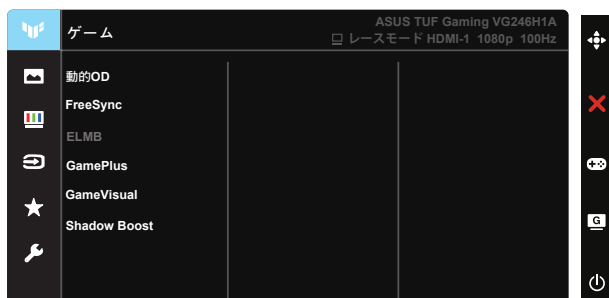 ゲーム
ASUS TUF Gaming VG246H1A
レースモード HDMI-1 1080p 100Hz
動的OD
FreeSync
ELMB
GamePlus
GameVisual
Shadow Boost
G